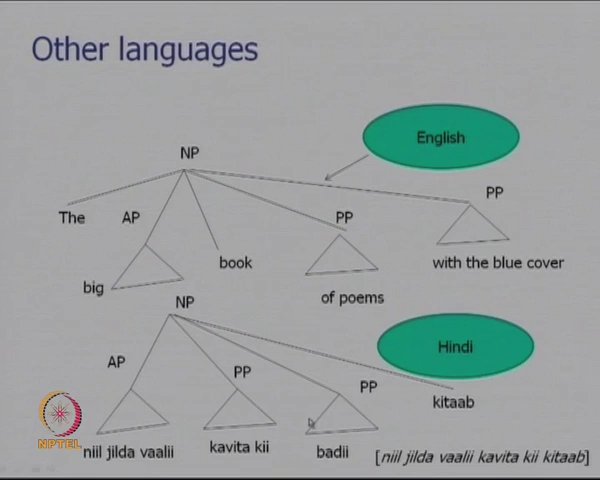 Other languages
English
NP
The
AP
big
book
PP
of poems
PP
with the blue cover
Hindi
NP
AP
niil jilda vaalii
PP
kavita kii
PP
badii
kitaab
[niil jilda vaalii kavita kii kitaab]
NPTEL